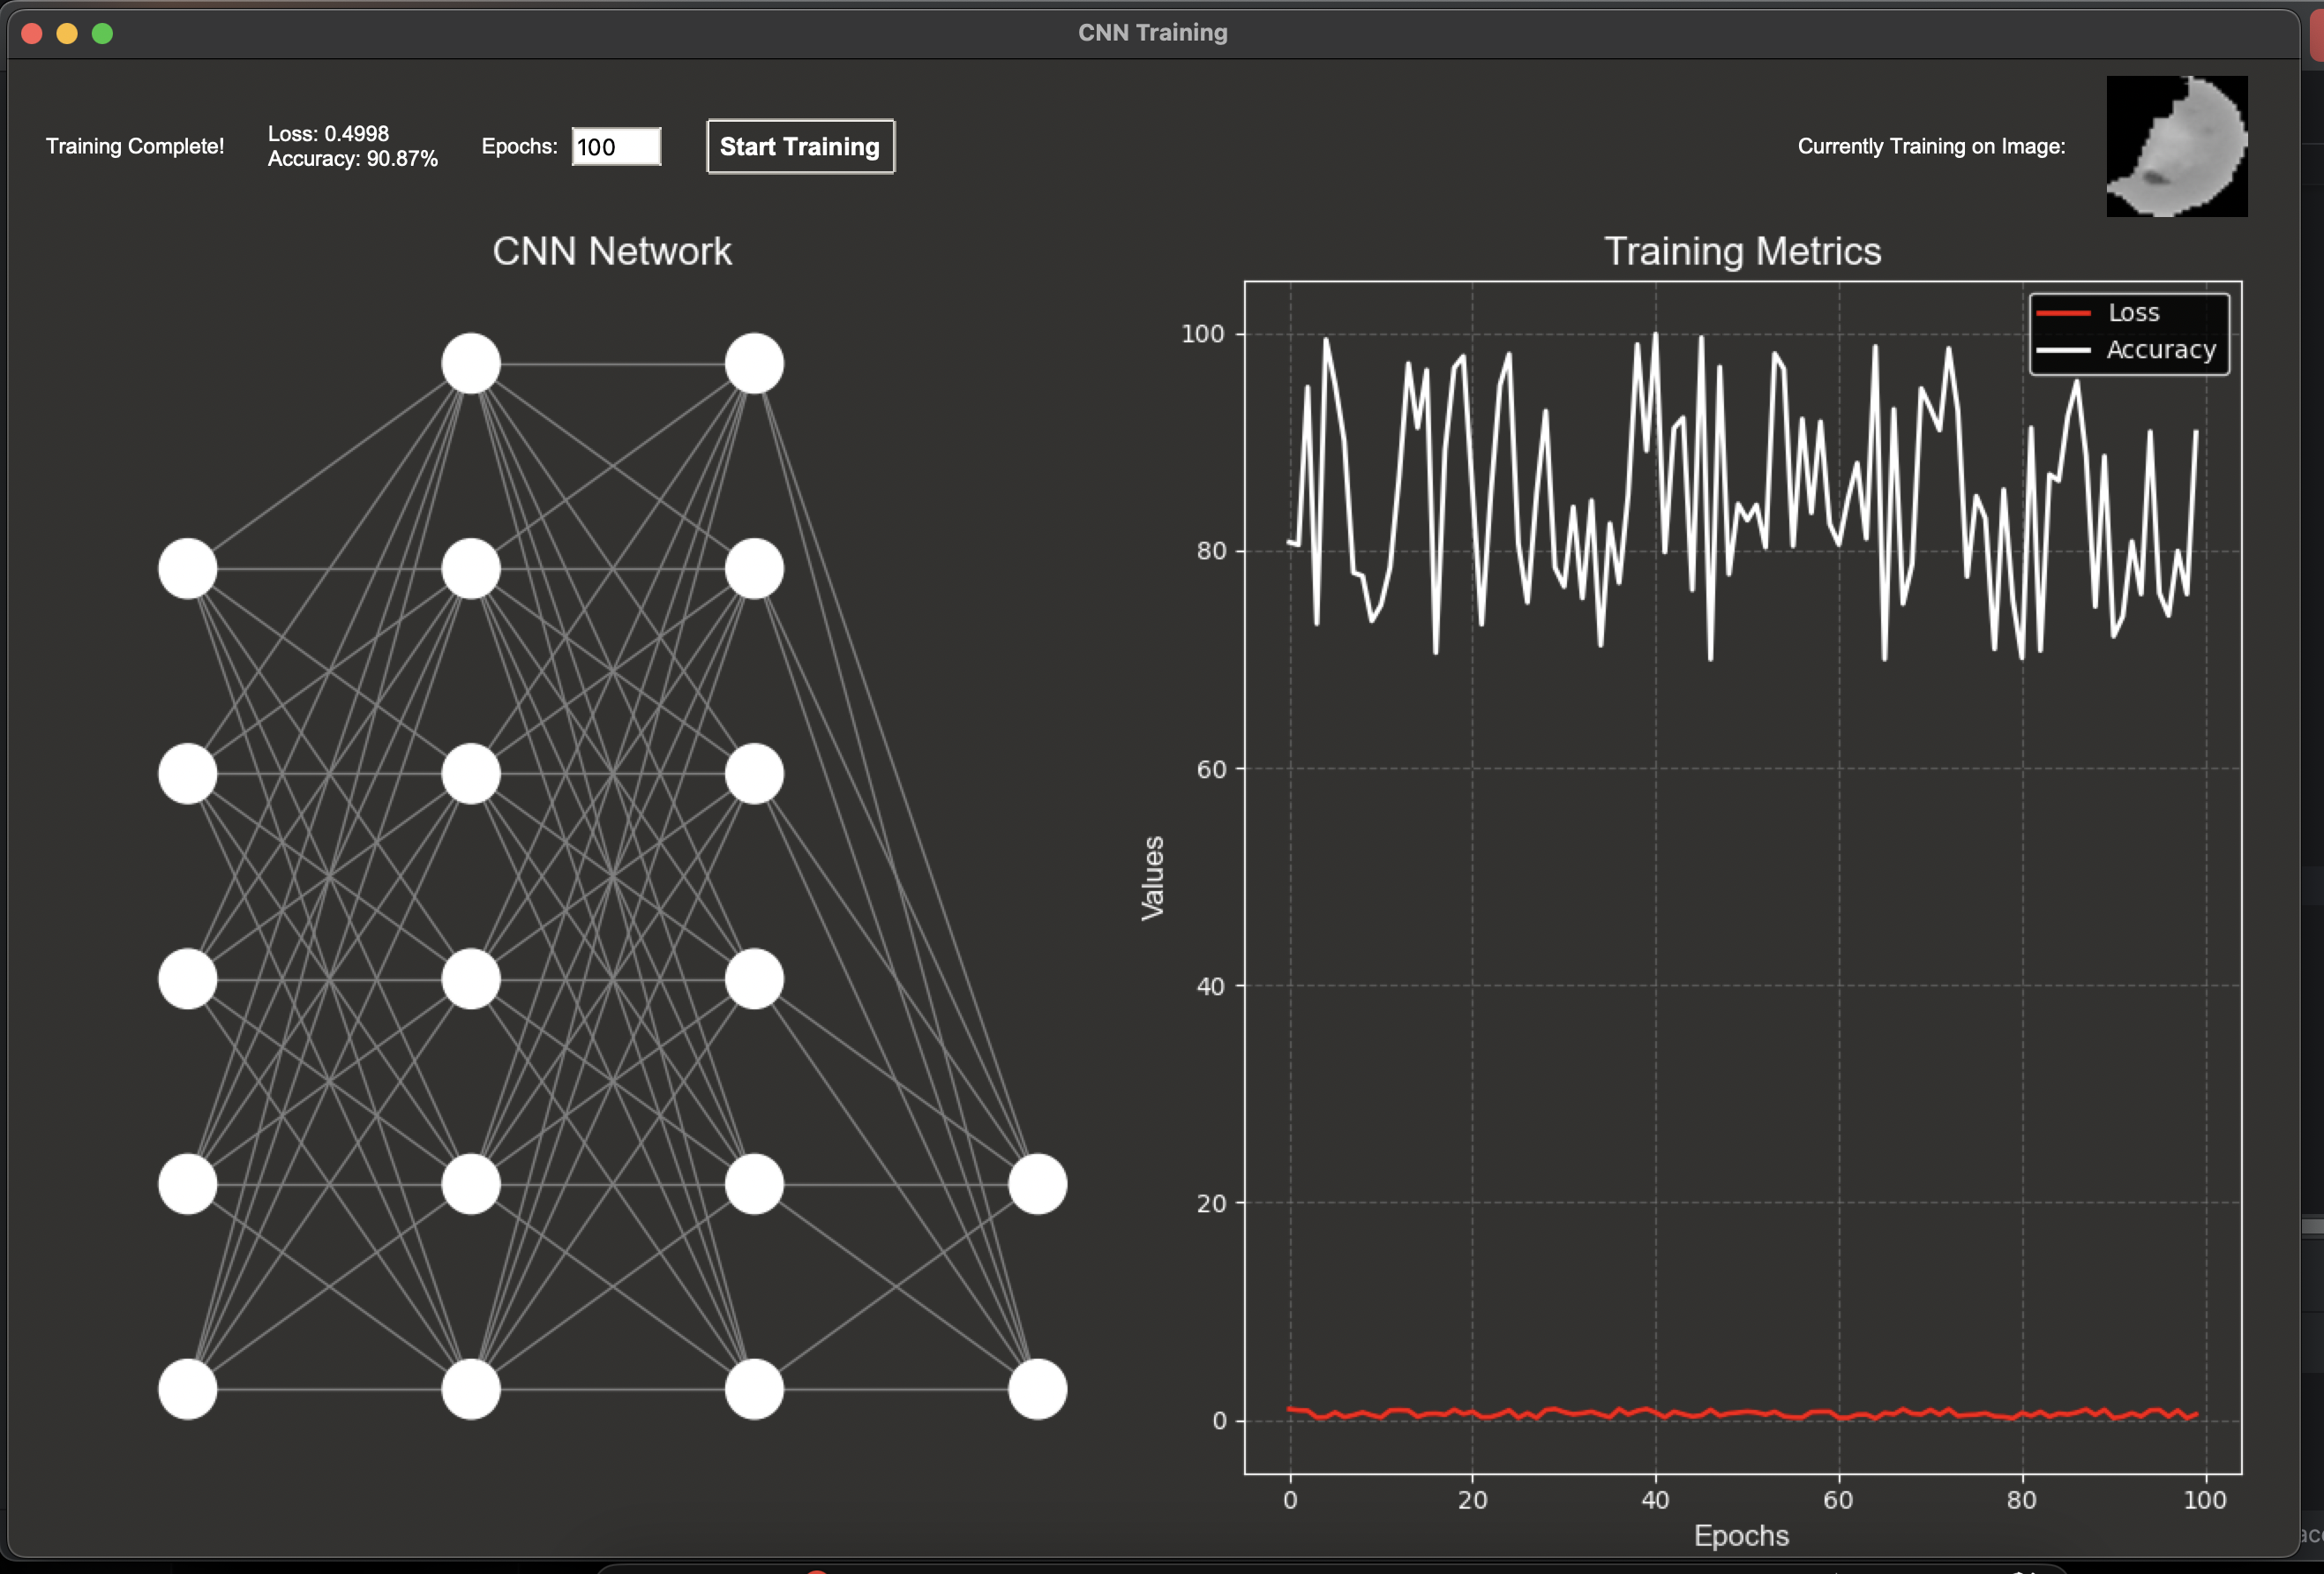 CNN Training
Training Complete!
Loss: 0.4998
Accuracy: 90.87%
Epochs:
100
Start Training
Currently Training on Image:
CNN Network
Training Metrics
Loss
Accuracy
100
80
60
40
20
0
Values
0 20 40 60 80 100
Epochs